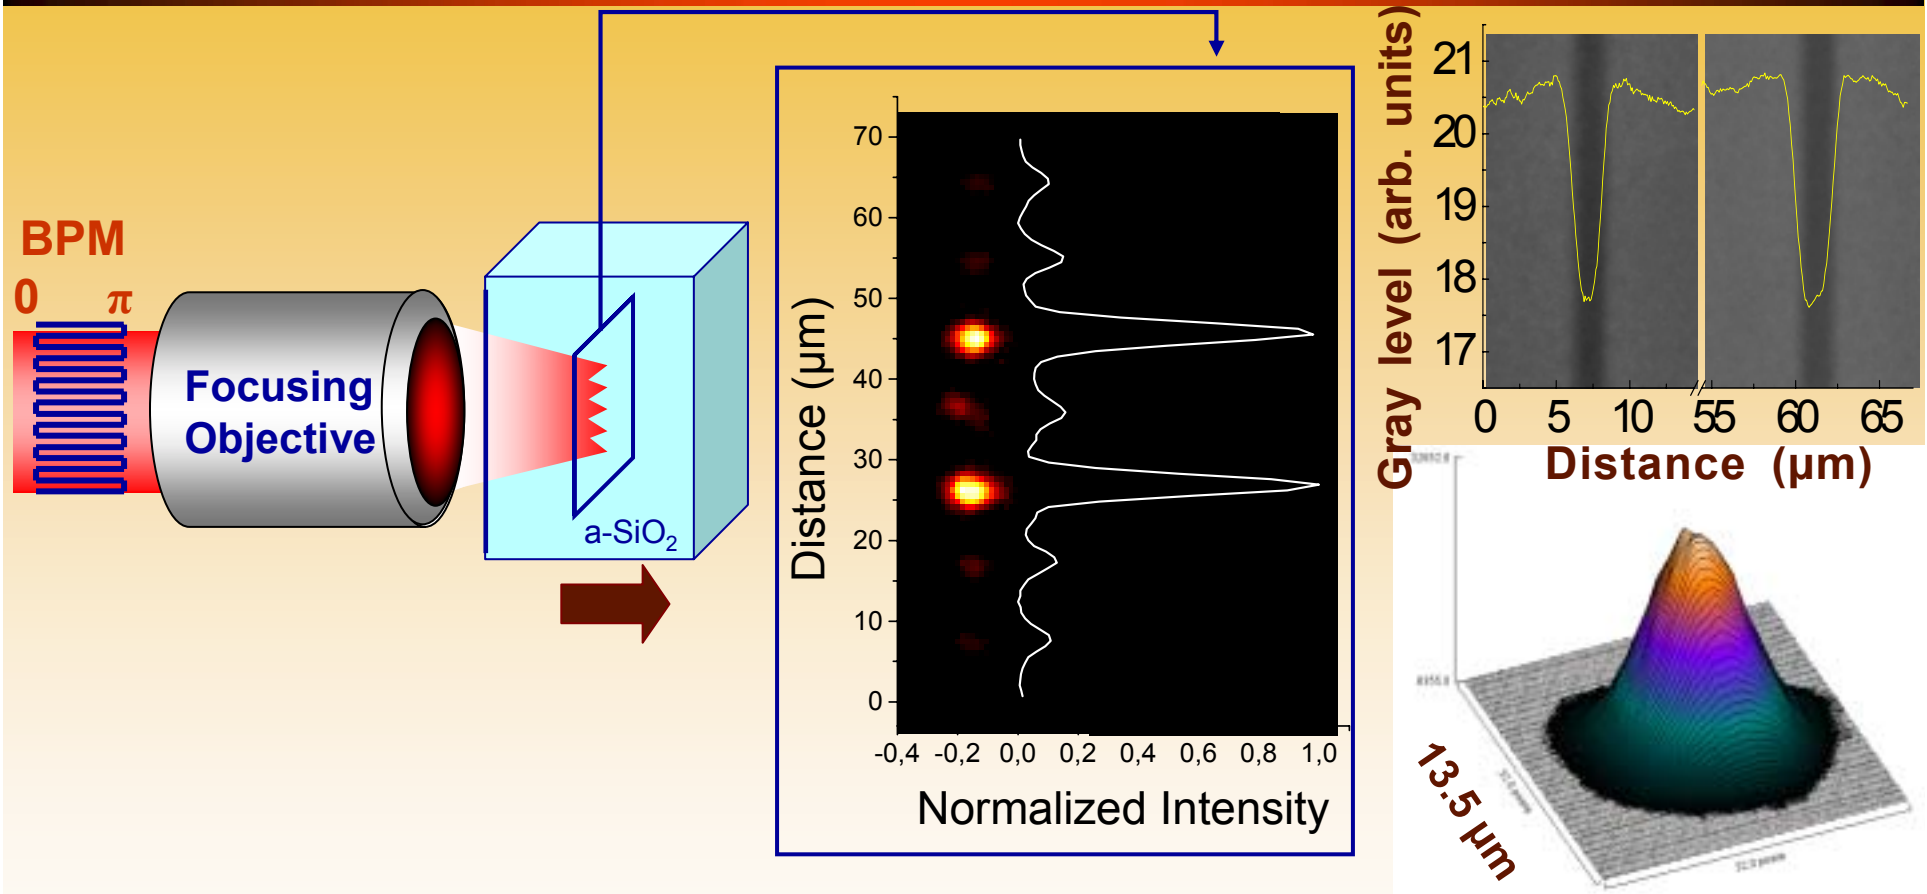 BPM
0 π
Focusing
Objective
a-SiO2
Distance (µm)
70
60
50
40
30
20
10
0
-0,4 -0,2 0,0 0,2 0,4 0,6 0,8 1,0
Normalized Intensity
Gray level (arb. units)
21
20
19
18
17
0 5 10 55 60 65
Distance (µm)
13.5 µm